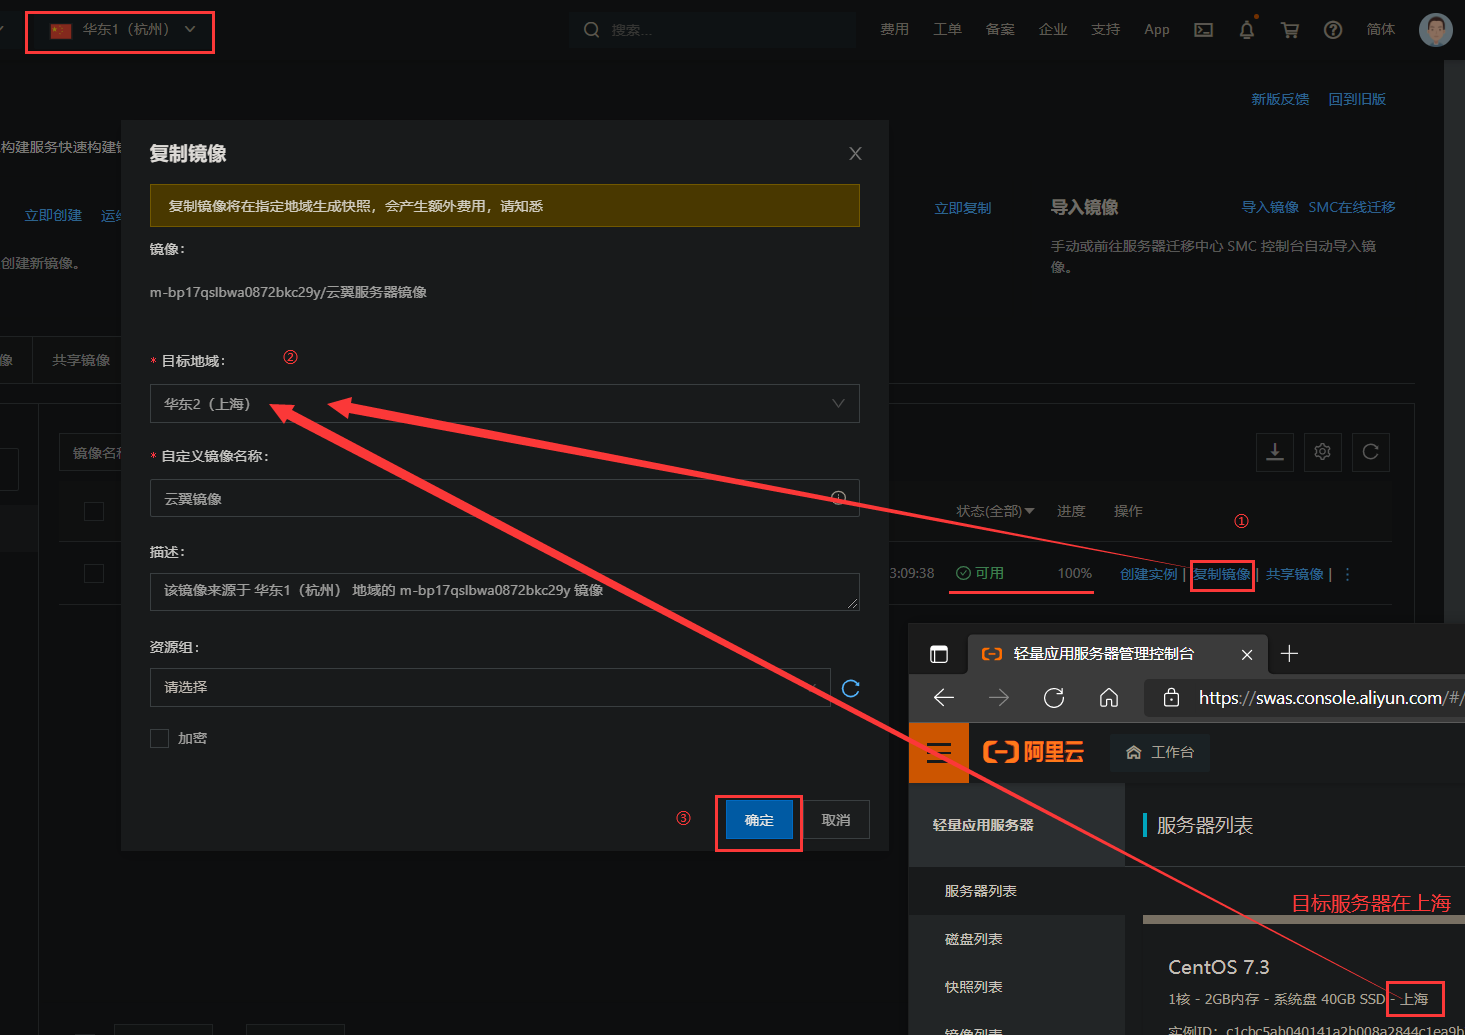 华东1（杭州）
搜索...
费用 工单 备案 企业 支持 App 简体
新版反馈 回到旧版
构建服务快速构建
立即创建
创建新镜像。
像 共享镜像
镜像名
复制镜像
复制镜像将在指定地域生成快照，会产生额外费用，请知悉
镜像：
m-bp17qslbwa0872bkc29y/云翼服务器镜像
* 目标地域： ②
华东2（上海）
* 自定义镜像名称：
云翼镜像
描述：
该镜像来源于 华东1（杭州） 地域的 m-bp17qslbwa0872bkc29y 镜像
资源组：
请选择
加密
③ 确定 取消
立即复制
导入镜像 导入镜像 SMC在线迁移
手动或前往服务器迁移中心 SMC 控制台自动导入镜
像。
状态(全部) 进度 操作
①
3:09:38 可用 100% 创建实例 | 复制镜像 | 共享镜像 |
轻量应用服务器管理控制台
https://swas.console.aliyun.com/#/
阿里云 工作台
轻量应用服务器
服务器列表
服务器列表
磁盘列表
快照列表
镜像列表
目标服务器在上海
CentOS 7.3
1核 - 2GB内存 - 系统盘 40GB SSD - 上海
实例ID: c1cbc5ab040141a2b008a2844c1ea9b